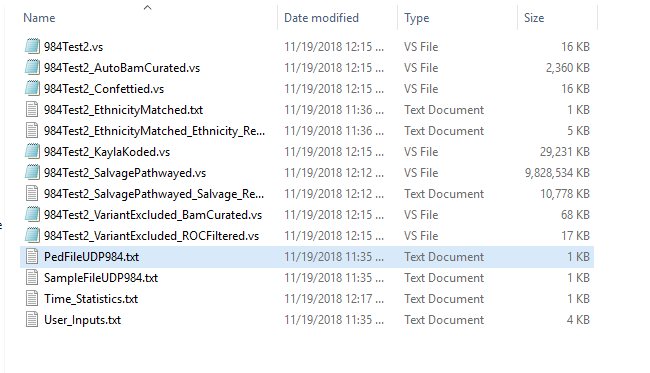 Name Date modified Type Size
984Test2.vs 11/19/2018 12:15 ... VS File 16 KB
984Test2_AutoBamCurated.vs 11/19/2018 12:15 ... VS File 2,360 KB
984Test2_Confettied.vs 11/19/2018 12:15 ... VS File 16 KB
984Test2_EthnicityMatched.txt 11/19/2018 11:36 ... Text Document 1 KB
984Test2_EthnicityMatched_Ethnicity_Re... 11/19/2018 11:36 ... Text Document 5 KB
984Test2_KaylaKoded.vs 11/19/2018 12:15 ... VS File 29,231 KB
984Test2_SalvagePathwayed.vs 11/19/2018 12:12 ... VS File 9,828,534 KB
984Test2_SalvagePathwayed_Salvage_Re... 11/19/2018 12:12 ... Text Document 10,778 KB
984Test2_VariantExcluded_BamCurated.vs 11/19/2018 12:15 ... VS File 68 KB
984Test2_VariantExcluded_ROCFiltered.vs 11/19/2018 12:15 ... VS File 17 KB
PedFileUDP984.txt 11/19/2018 11:35 ... Text Document 1 KB
SampleFileUDP984.txt 11/19/2018 11:35 ... Text Document 1 KB
Time_Statistics.txt 11/19/2018 12:17 ... Text Document 1 KB
User_Inputs.txt 11/19/2018 11:35 ... Text Document 4 KB